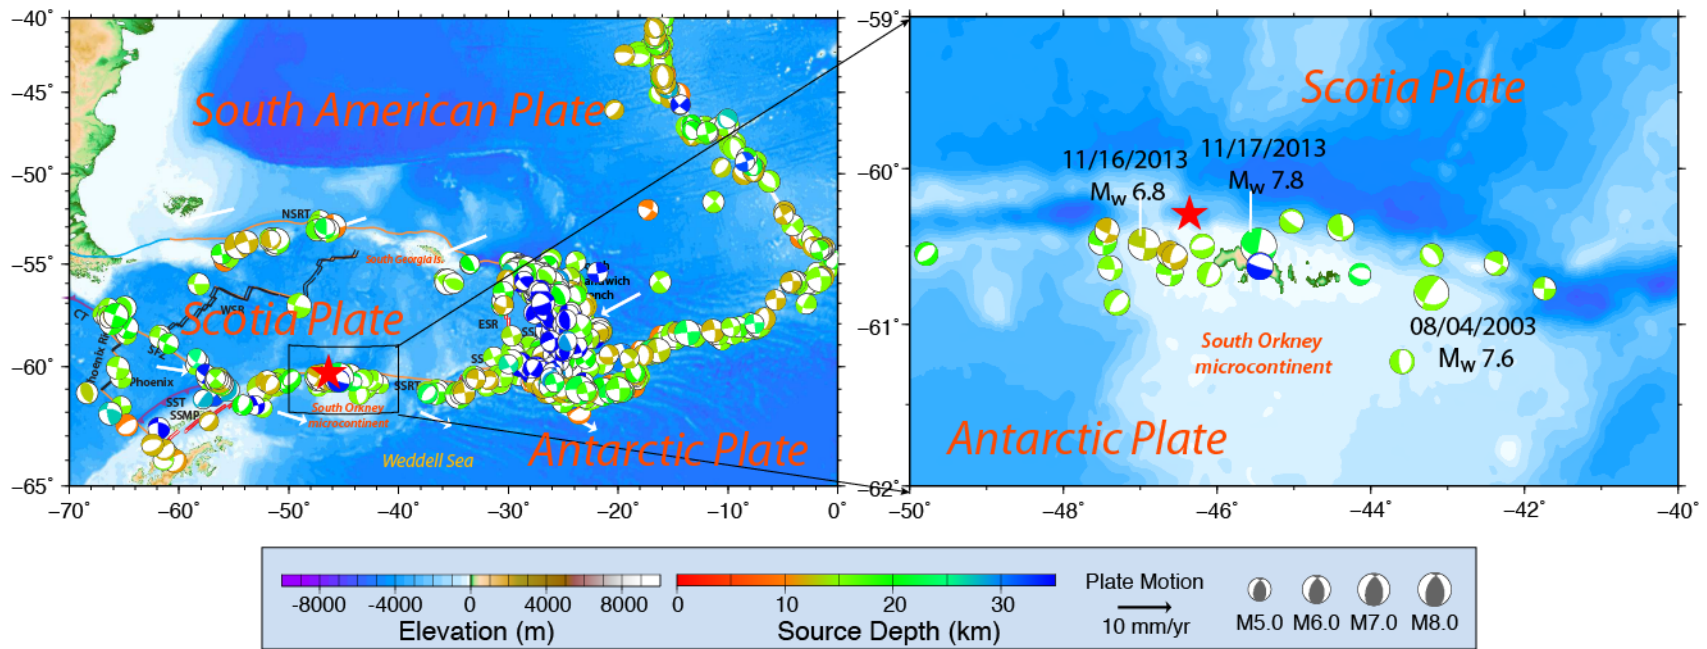 −40°
−45°
−50°
−55°
−60°
−65°
−70°
−60°
−50°
−40°
−30°
−20°
−10°
0°
South American Plate
NSRT
South Georgia Is.
WSR
Scotia Plate
ESR
SFZ
Phoenix
SST
SSMP
SSRT
South Orkney
microcontinent
Antarctic Plate
Weddell Sea
−59°
−60°
−61°
−62°
−50°
−48°
−46°
−44°
−42°
−40°
Scotia Plate
11/16/2013
Mw 6.8
11/17/2013
Mw 7.8
08/04/2003
Mw 7.6
South Orkney
microcontinent
Antarctic Plate
-8000 -4000 0 4000 8000
Elevation (m)
0 10 20 30
Source Depth (km)
Plate Motion
10 mm/yr
M5.0 M6.0 M7.0 M8.0